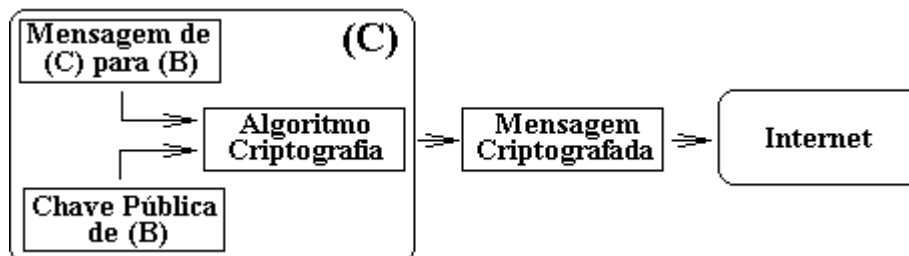 Mensagem de
(C) para (B)
(C)
Algoritmo
Criptografia
Mensagem
Criptografada
Internet
Chave Pública
de (B)